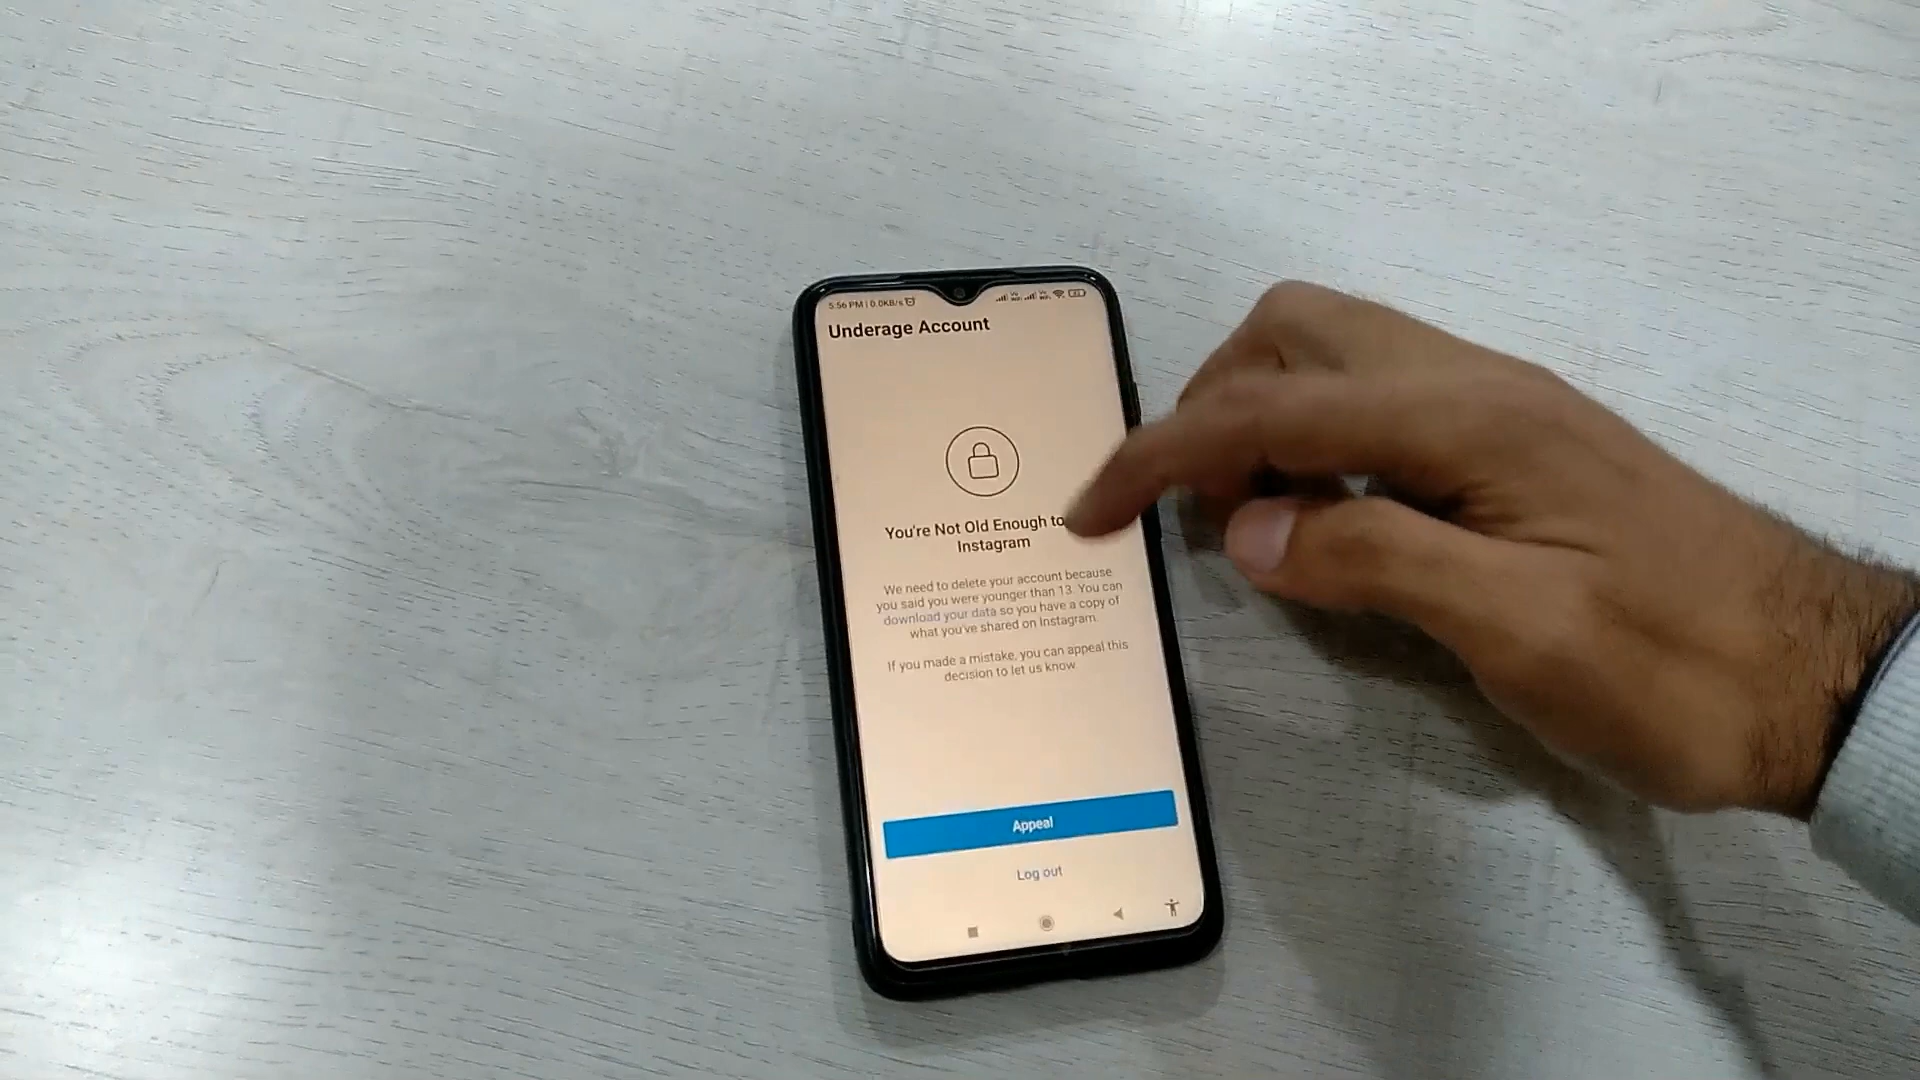 5:56 PM | 0.0KB/s
Underage Account
You're Not Old Enough to
Instagram
We need to delete your account because
you said you were younger than 13. You can
download your data so you have a copy of
what you've shared on Instagram.
If you made a mistake, you can appeal this
decision to let us know
Appeal
Log out